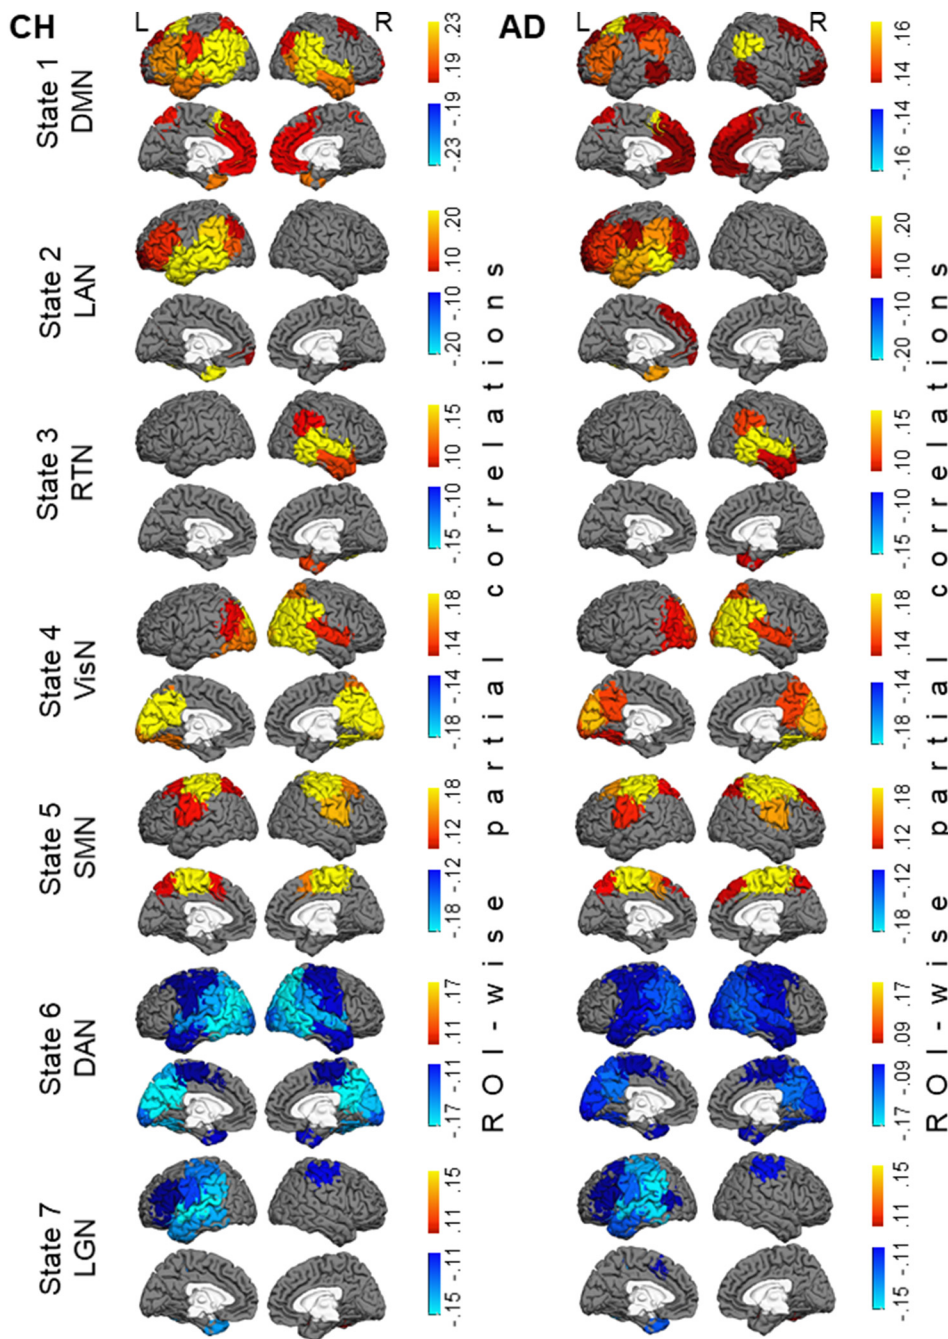 CH L R AD L R
State 1
DMN
.19 .23
-.23 -.19
.14 .16
-.16 -.14
State 2
LAN
.10 .20
-.20 -.10
.10 .20
-.20 -.10
State 3
RTN
.10 .15
-.15 -.10
.10 .15
-.15 -.10
State 4
VisN
.14 .18
-.18 -.14
.14 .18
-.18 -.14
State 5
SMN
.12 .18
-.18 -.12
.12 .18
-.18 -.12
State 6
DAN
.11 .17
-.17 -.11
.09 .17
-.17 -.09
State 7
LGN
.11 .15
-.15 -.11
.11 .15
-.15 -.11
ROI-wise partial correlations
ROI-wise partial correlations